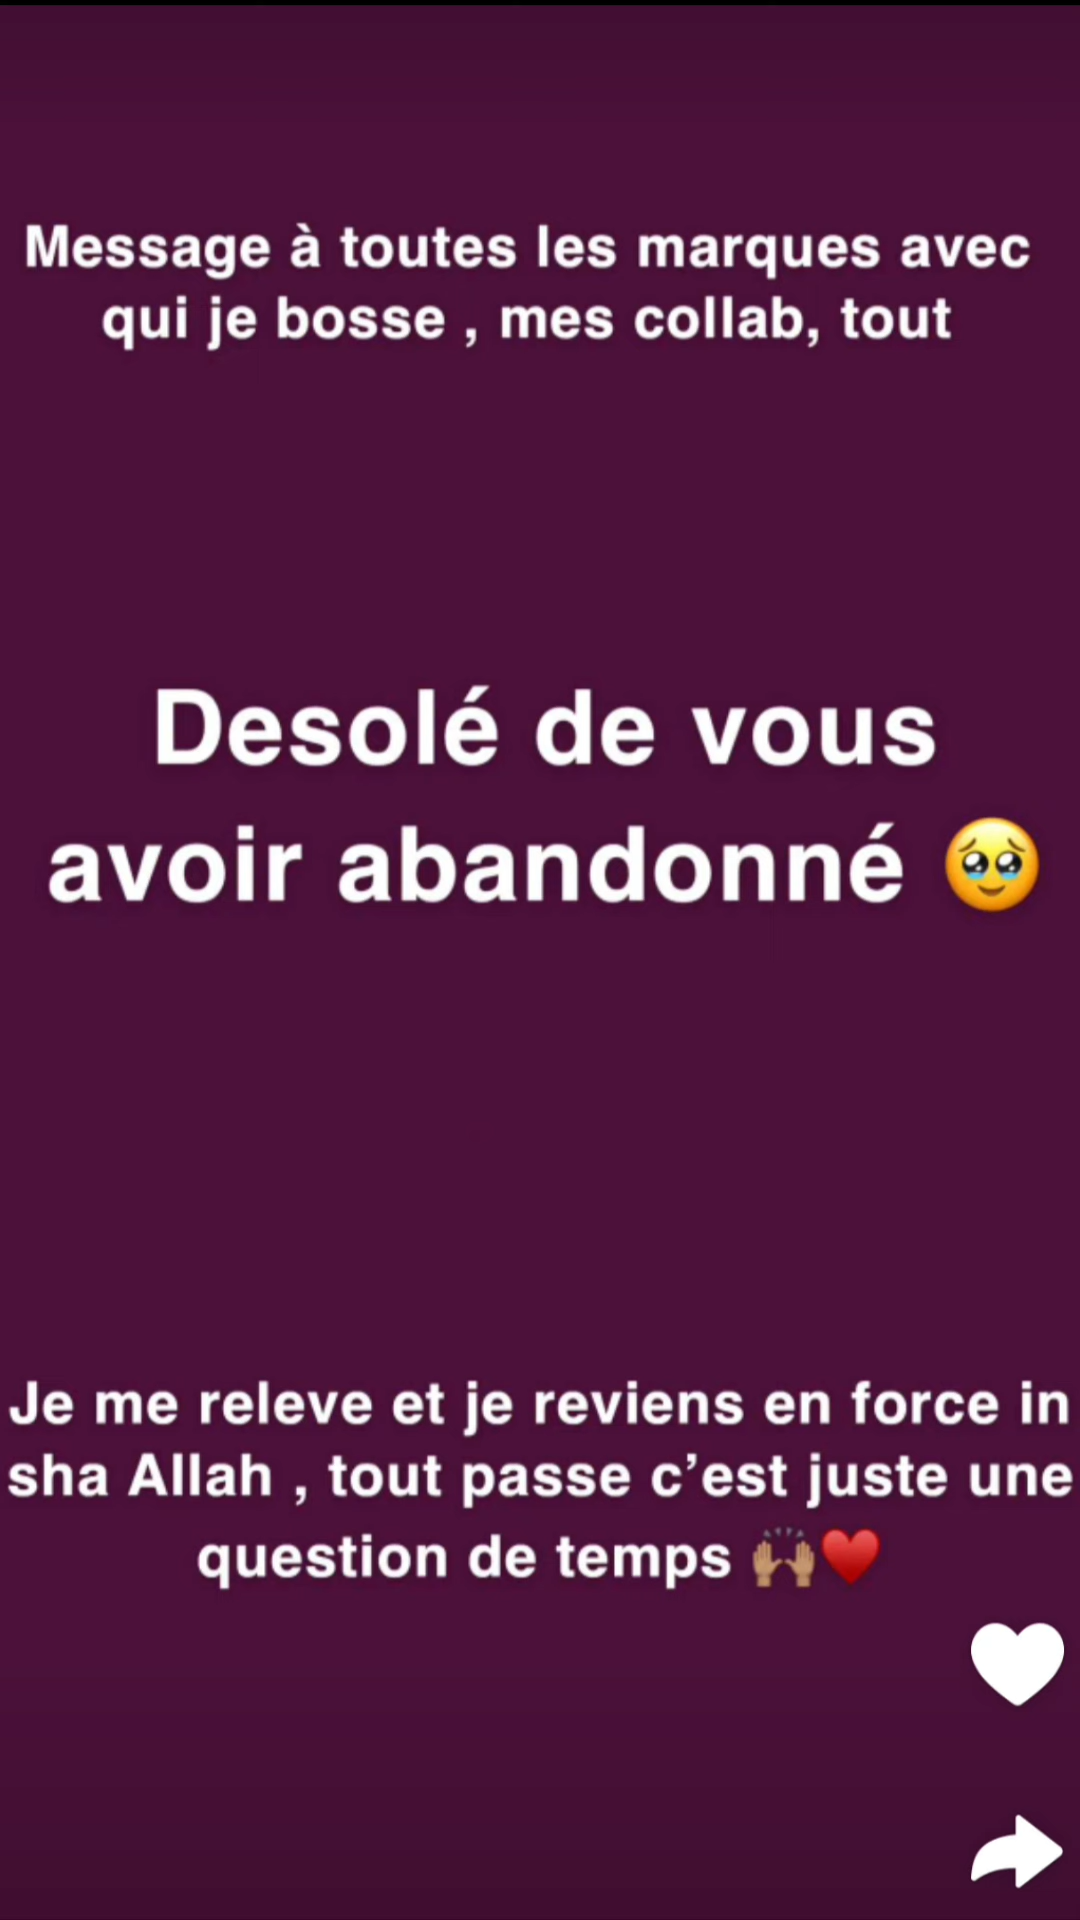 Message à toutes les marques avec
qui je bosse , mes collab, tout
Desolé de vous
avoir abandonné 🥹
Je me releve et je reviens en force in
sha Allah , tout passe c’est juste une
question de temps 🙌🏽♥️